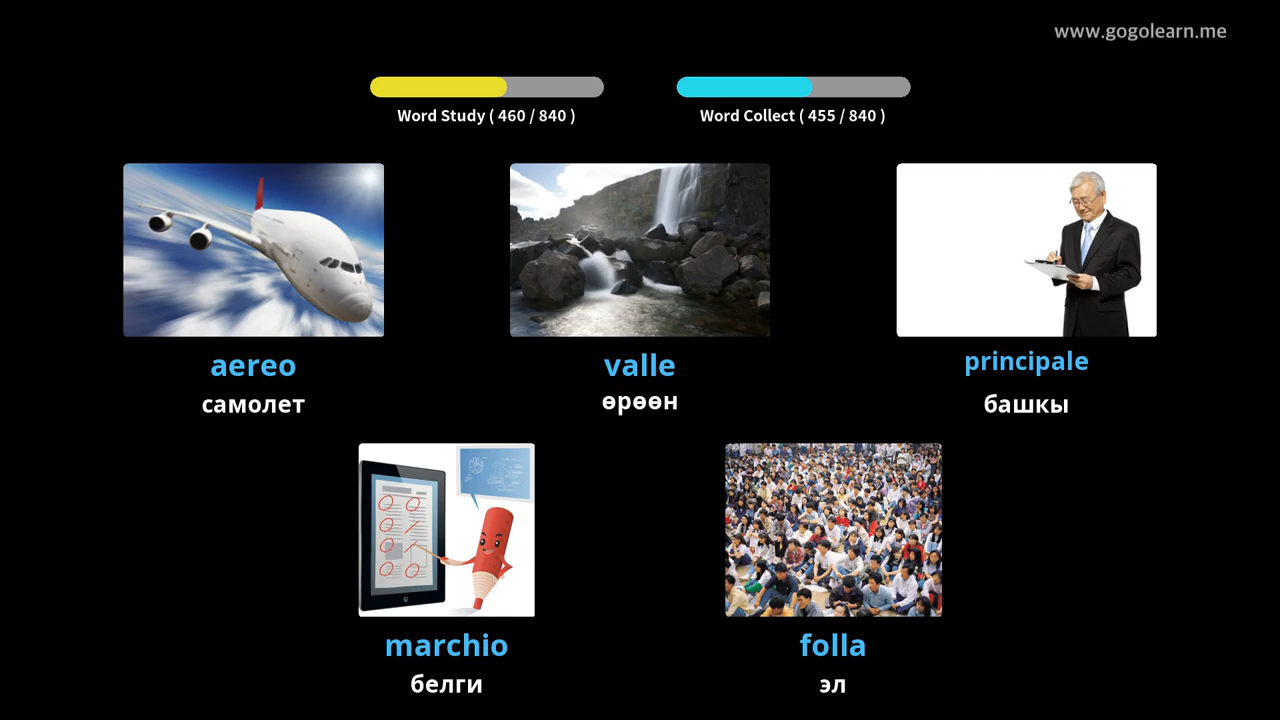 www.gogolearn.me
Word Study ( 460 / 840 )
Word Collect ( 455 / 840 )
aereo
самолет
valle
өрөөн
principale
башкы
marchio
белги
folla
эл